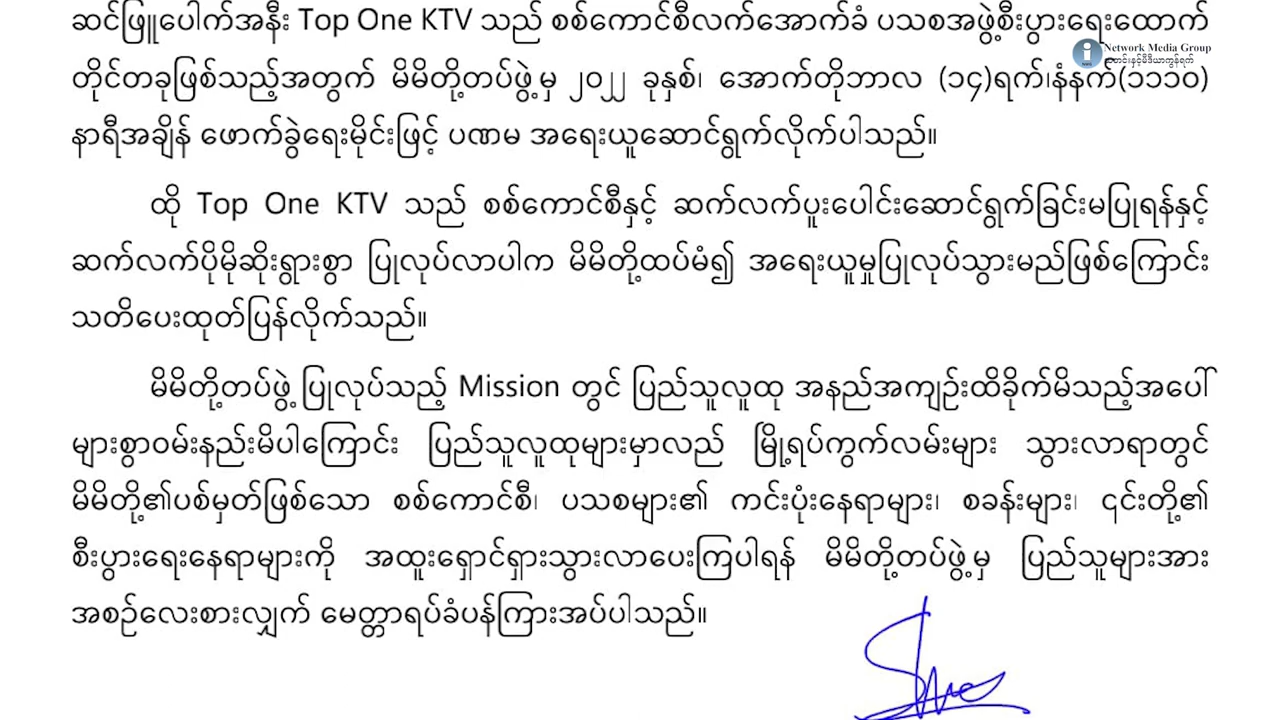 ဆင်ဖြူပေါက်အနီး Top One KTV သည် စစ်ကောင်စီလက်အောက်ခံ ပသစအဖွဲ့စီးပွားရေးထောက်
Network Media Group
သတင်းနှင့်မီဒီယာကွန်ရက်
တိုင်တခုဖြစ်သည့်အတွက် မိမိတို့တပ်ဖွဲ့မှ ၂၀၂၂ ခုနှစ်၊ အောက်တိုဘာလ (၁၄)ရက်၊နံနက်(၁၁၁၀)
နာရီအချိန် ဖောက်ခွဲရေးမိုင်းဖြင့် ပဏမ အရေးယူဆောင်ရွက်လိုက်ပါသည်။
ထို Top One KTV သည် စစ်ကောင်စီနှင့် ဆက်လက်ပူးပေါင်းဆောင်ရွက်ခြင်းမပြုရန်နှင့်
ဆက်လက်ပိုမိုဆိုးရွားစွာ ပြုလုပ်လာပါက မိမိတို့ထပ်မံ၍ အရေးယူမှုပြုလုပ်သွားမည်ဖြစ်ကြောင်း
သတိပေးထုတ်ပြန်လိုက်သည်။
မိမိတို့တပ်ဖွဲ့ ပြုလုပ်သည့် Mission တွင် ပြည်သူလူထု အနည်အကျဉ်းထိခိုက်မိသည့်အပေါ်
များစွာဝမ်းနည်းမိပါကြောင်း ပြည်သူလူထုများမှာလည် မြို့ရပ်ကွက်လမ်းများ သွားလာရာတွင်
မိမိတို့၏ပစ်မှတ်ဖြစ်သော စစ်ကောင်စီ၊ ပသစများ၏ ကင်းပုံးနေရာများ၊ စခန်းများ၊ ၎င်းတို့၏
စီးပွားရေးနေရာများကို အထူးရှောင်ရှားသွားလာပေးကြပါရန် မိမိတို့တပ်ဖွဲ့မှ ပြည်သူများအား
အစဉ်လေးစားလျှက် မေတ္တာရပ်ခံပန်ကြားအပ်ပါသည်။